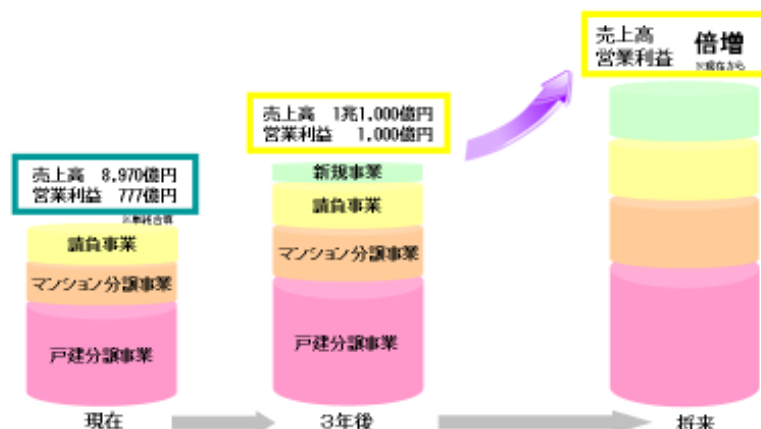 売上高 8,970億円
営業利益 777億円
※単純合算
請負事業
マンション分譲事業
戸建分譲事業
現在
売上高 1兆1,000億円
営業利益 1,000億円
新規事業
請負事業
マンション分譲事業
戸建分譲事業
3年後
売上高
営業利益
倍増
※現在から
将来